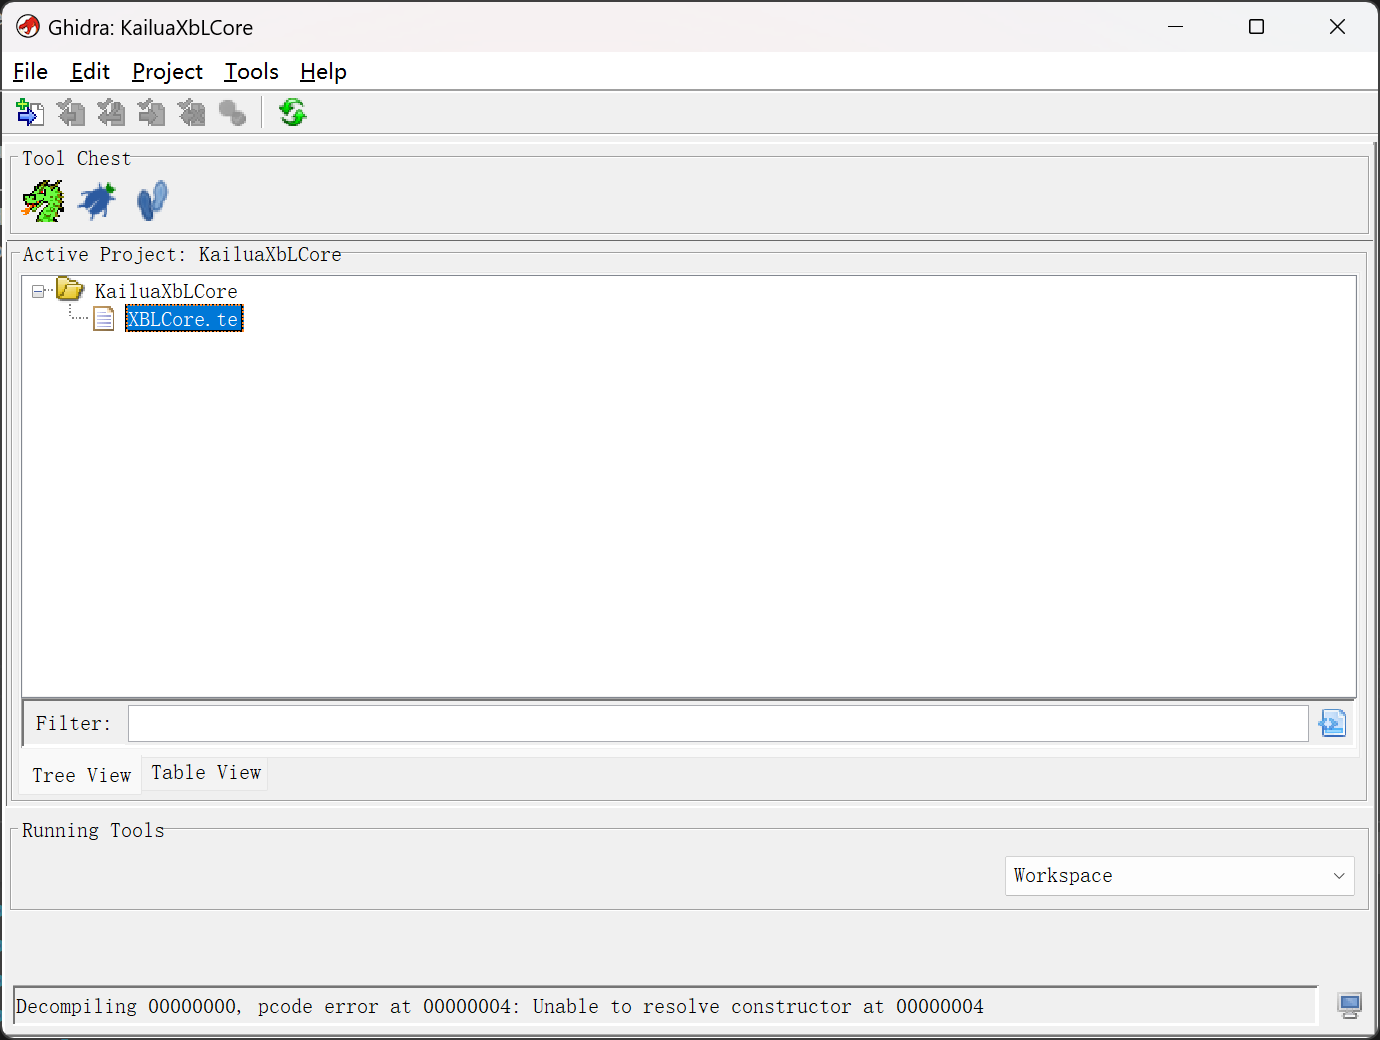 Ghidra: KailuaXbLCore
File Edit Project Tools Help
Tool Chest
Active Project: KailuaXbLCore
KailuaXbLCore
XBLCore.te
Filter:
Tree View Table View
Running Tools
Workspace
Decompiling 00000000, pcode error at 00000004: Unable to resolve constructor at 00000004